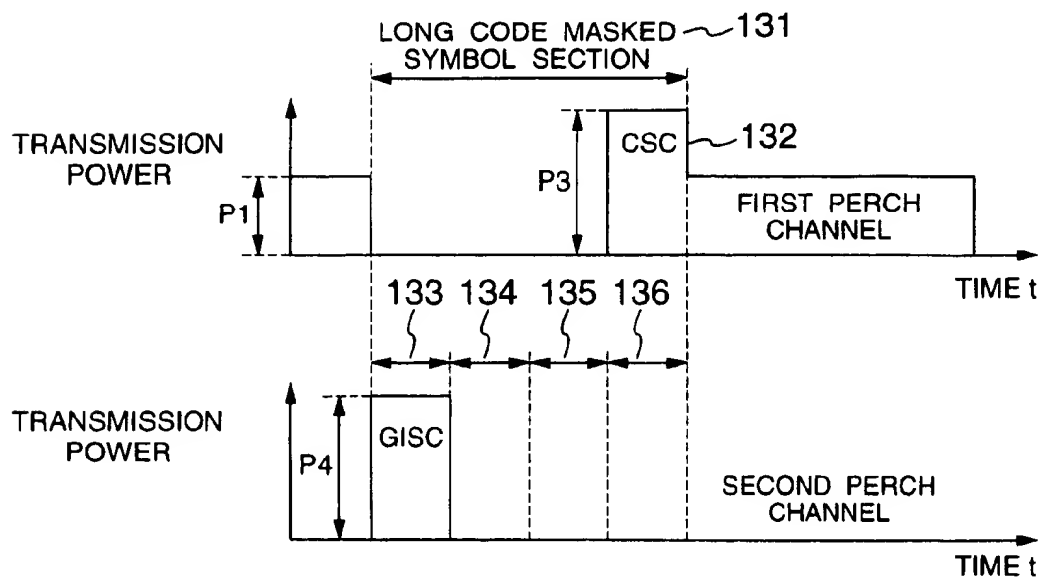 LONG CODE MASKED 131
SYMBOL SECTION
TRANSMISSION
POWER
P1
P3
CSC
132
FIRST PERCH
CHANNEL
TIME t
133 134 135 136
TRANSMISSION
POWER
P4
GISC
SECOND PERCH
CHANNEL
TIME t